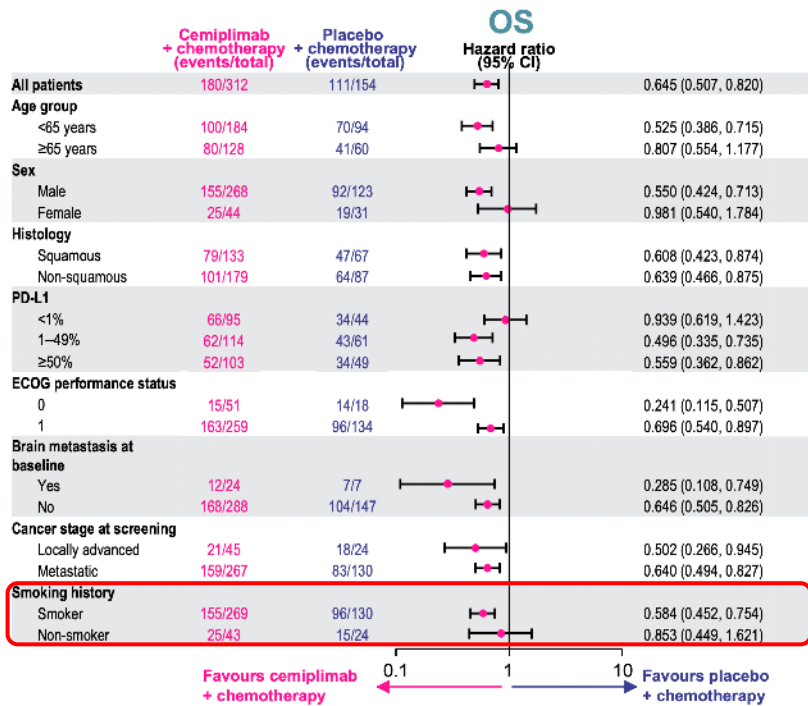 OS
Cemiplimab + chemotherapy (events/total)
Placebo + chemotherapy (events/total)
Hazard ratio (95% CI)
All patients 180/312 111/154 0.645 (0.507, 0.820)
Age group
<65 years 100/184 70/94 0.525 (0.386, 0.715)
≥65 years 80/128 41/60 0.807 (0.554, 1.177)
Sex
Male 155/268 92/123 0.550 (0.424, 0.713)
Female 25/44 19/31 0.981 (0.540, 1.784)
Histology
Squamous 79/133 47/67 0.608 (0.423, 0.874)
Non-squamous 101/179 64/87 0.639 (0.466, 0.875)
PD-L1
<1% 66/95 34/44 0.939 (0.619, 1.423)
1–49% 62/114 43/61 0.496 (0.335, 0.735)
≥50% 52/103 34/49 0.559 (0.362, 0.862)
ECOG performance status
0 15/51 14/18 0.241 (0.115, 0.507)
1 163/259 96/134 0.696 (0.540, 0.897)
Brain metastasis at
baseline
Yes 12/24 7/7 0.285 (0.108, 0.749)
No 168/288 104/147 0.646 (0.505, 0.826)
Cancer stage at screening
Locally advanced 21/45 18/24 0.502 (0.266, 0.945)
Metastatic 159/267 83/130 0.640 (0.494, 0.827)
Smoking history
Smoker 155/269 96/130 0.584 (0.452, 0.754)
Non-smoker 25/43 15/24 0.853 (0.449, 1.621)
0.1 1 10
Favours cemiplimab
+ chemotherapy
Favours placebo
+ chemotherapy